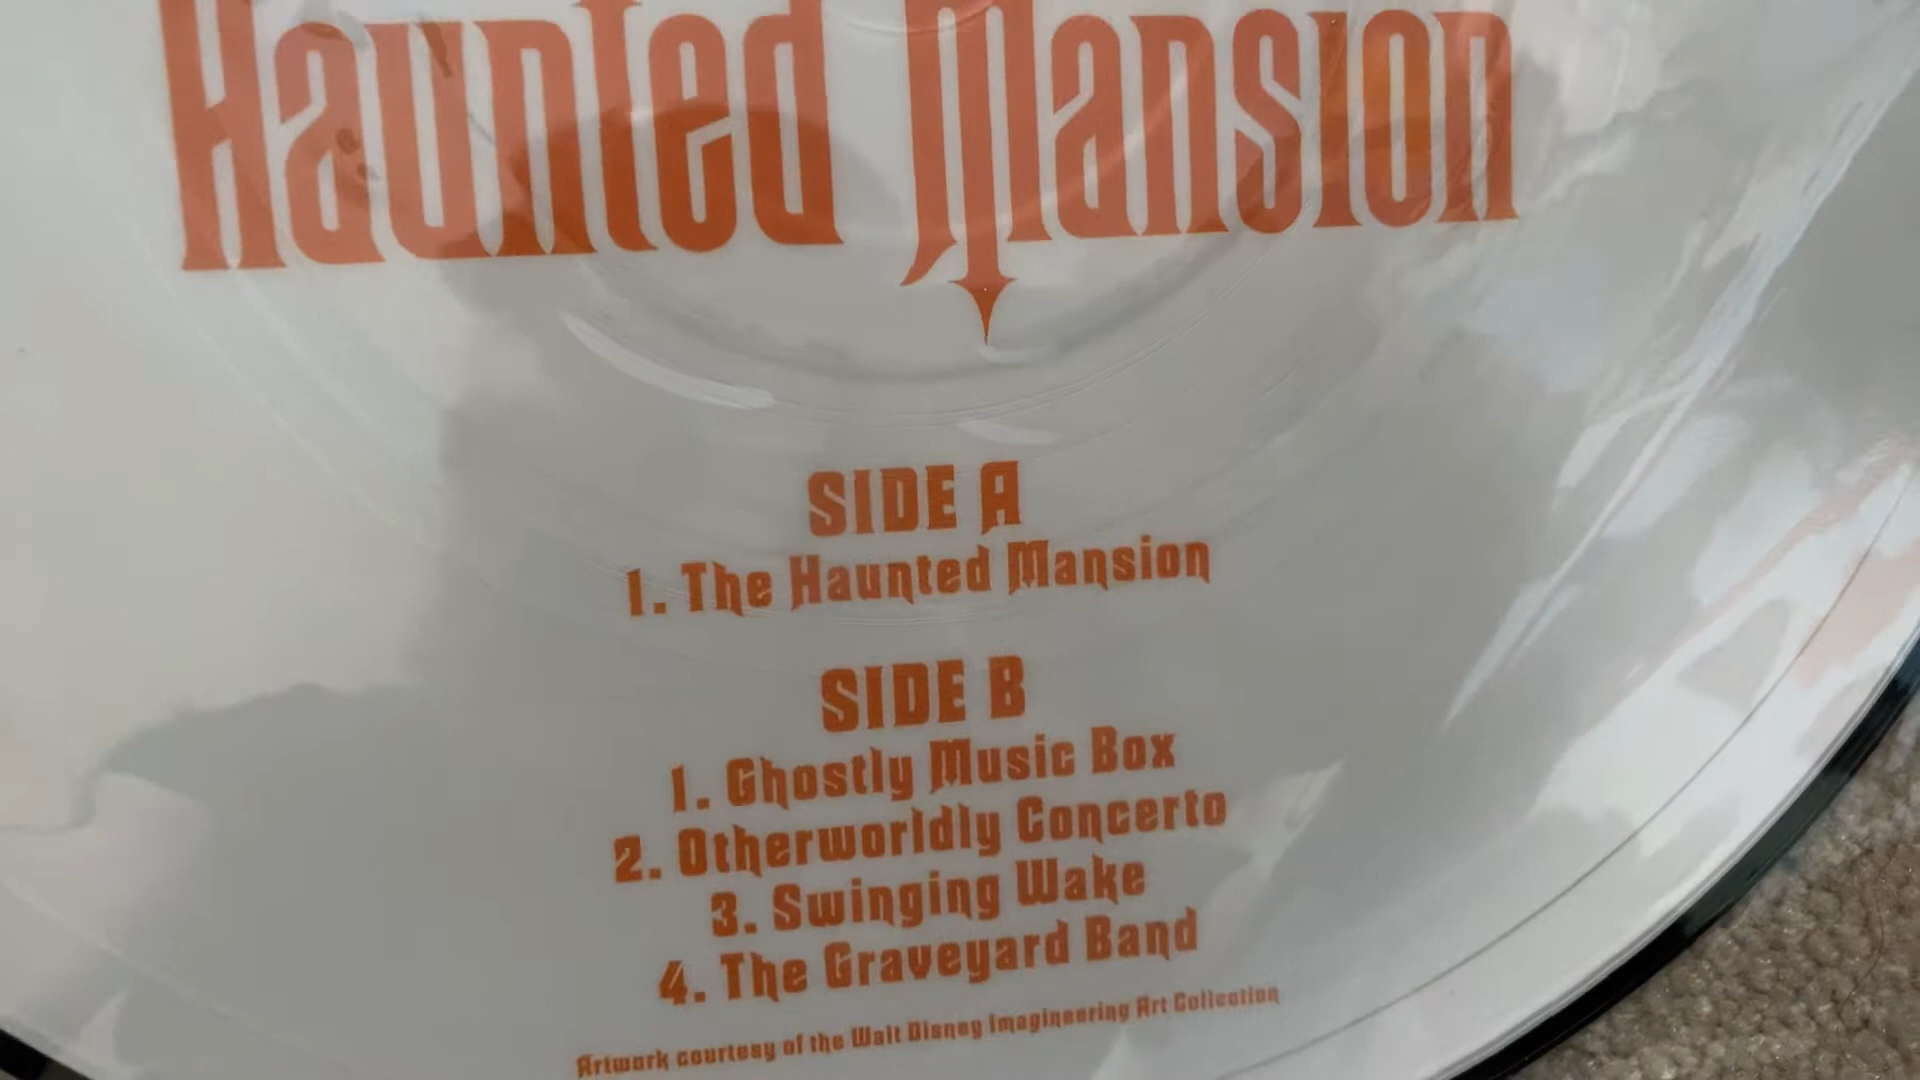 Haunted Mansion
SIDE A
1. The Haunted Mansion
SIDE B
1. Ghostly Music Box
2. Otherworldly Concerto
3. Swinging Wake
4. The Graveyard Band
Artwork courtesy of the Walt Disney Imagineering Art Collection